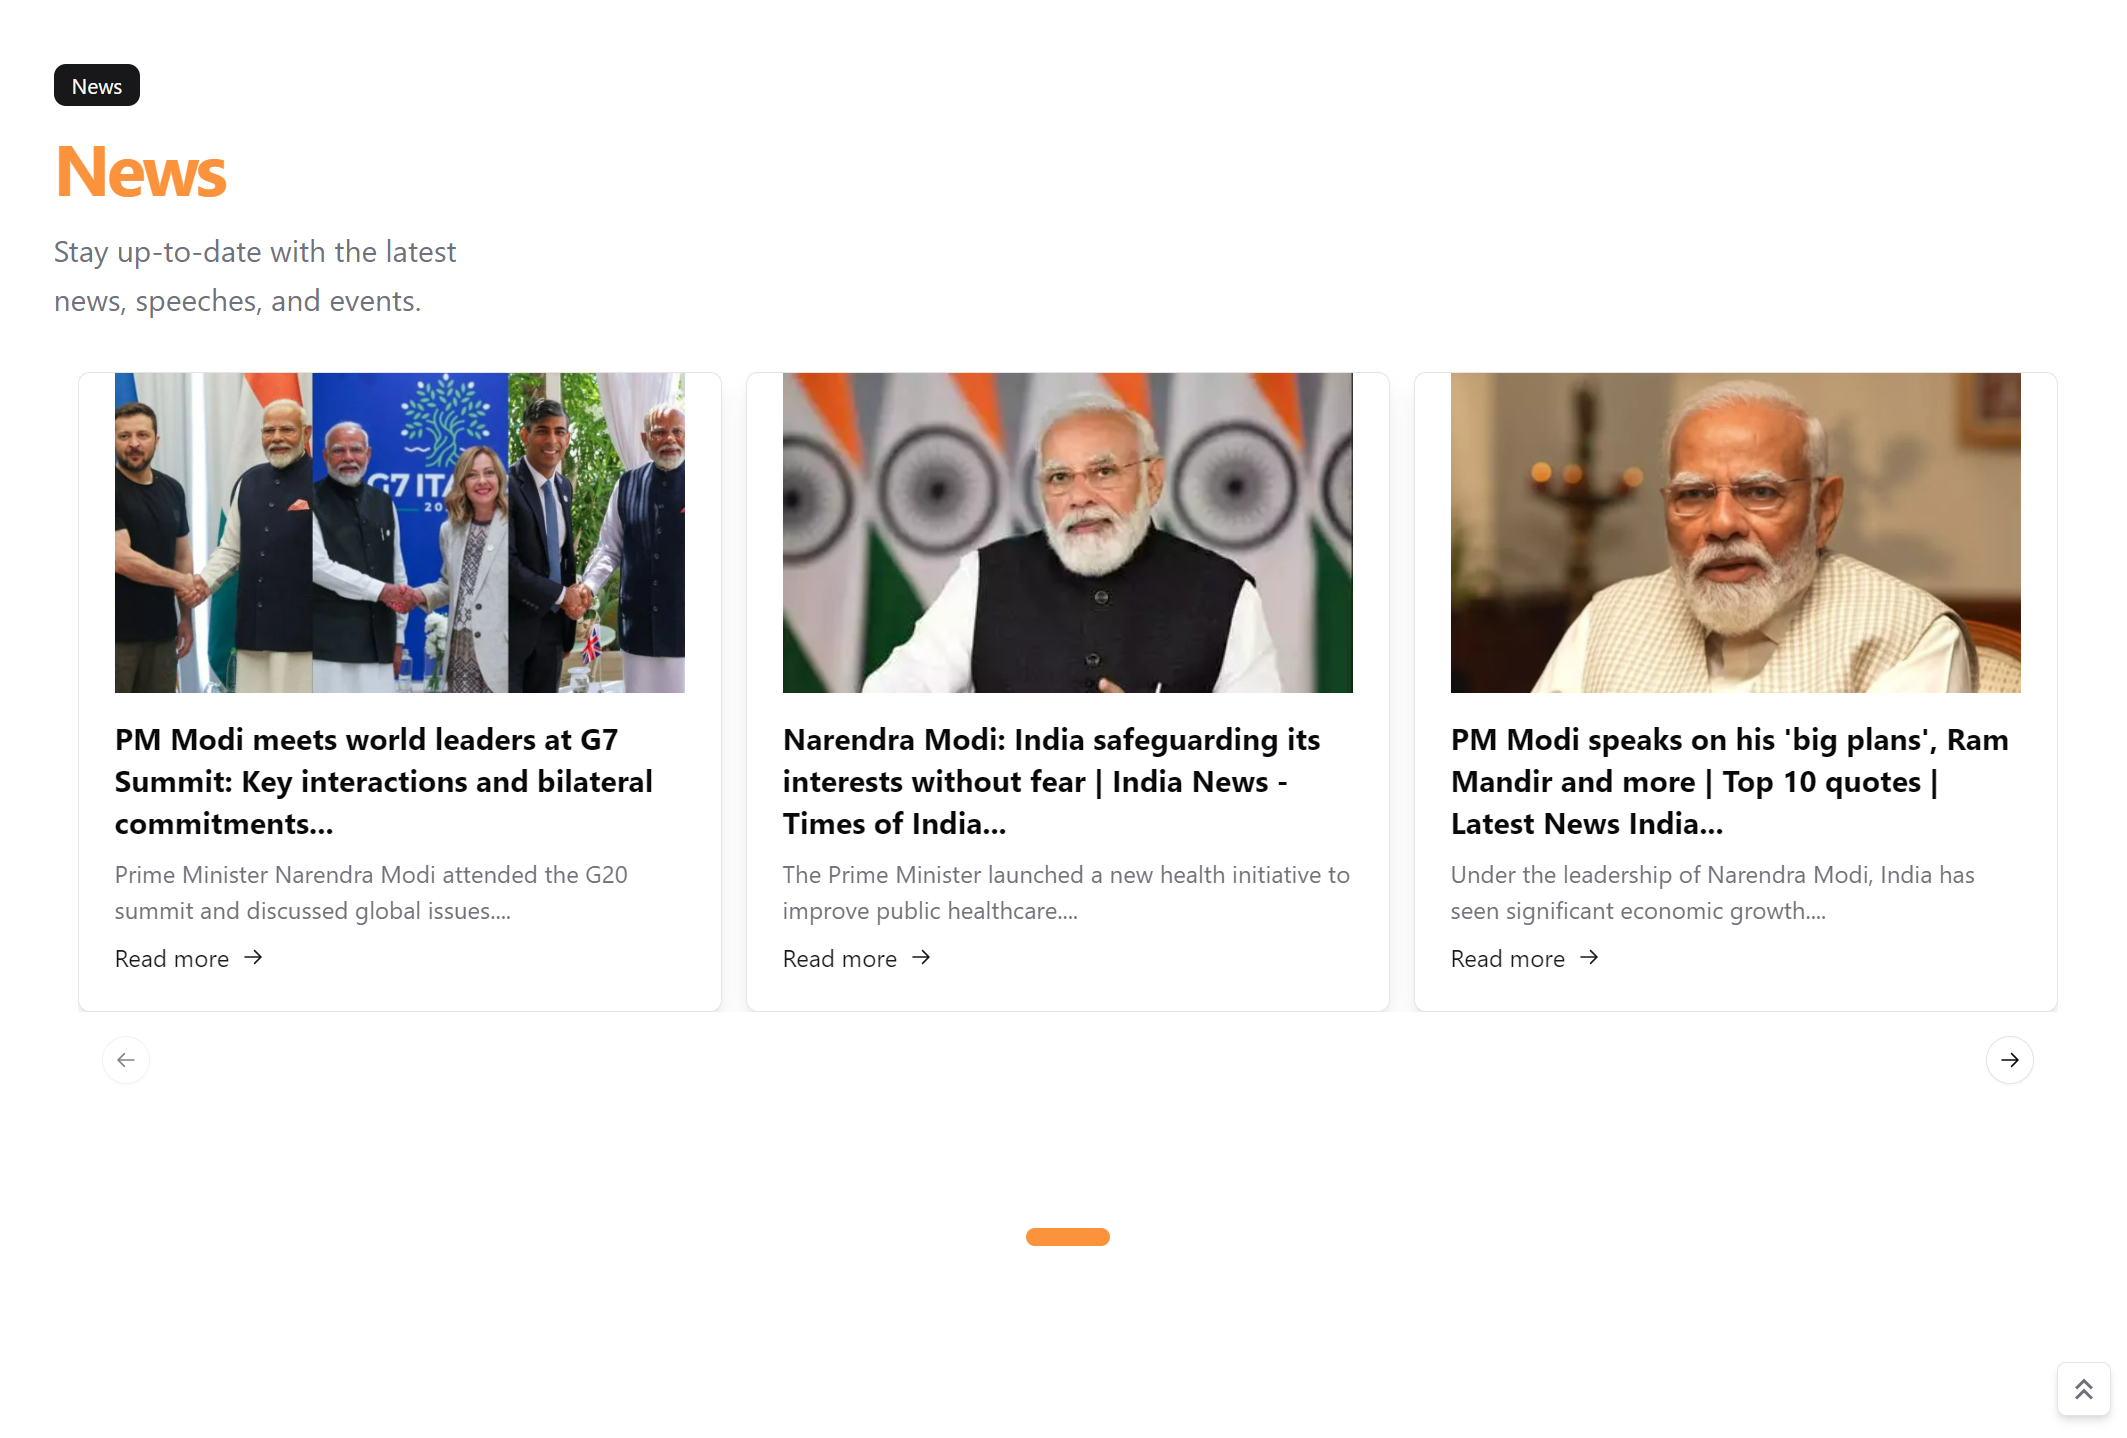 News
News
Stay up-to-date with the latest
news, speeches, and events.
G7 ITA
20
PM Modi meets world leaders at G7
Summit: Key interactions and bilateral
commitments...
Prime Minister Narendra Modi attended the G20
summit and discussed global issues....
Read more
Narendra Modi: India safeguarding its
interests without fear | India News -
Times of India...
The Prime Minister launched a new health initiative to
improve public healthcare....
Read more
PM Modi speaks on his 'big plans', Ram
Mandir and more | Top 10 quotes |
Latest News India...
Under the leadership of Narendra Modi, India has
seen significant economic growth....
Read more